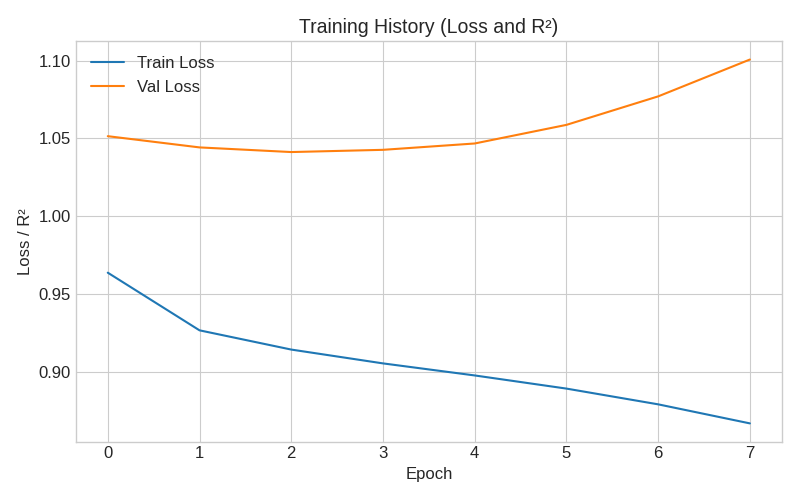 Training History (Loss and R²)
Train Loss
Val Loss
1.10
1.05
1.00
0.95
0.90
Loss / R²
0 1 2 3 4 5 6 7
Epoch